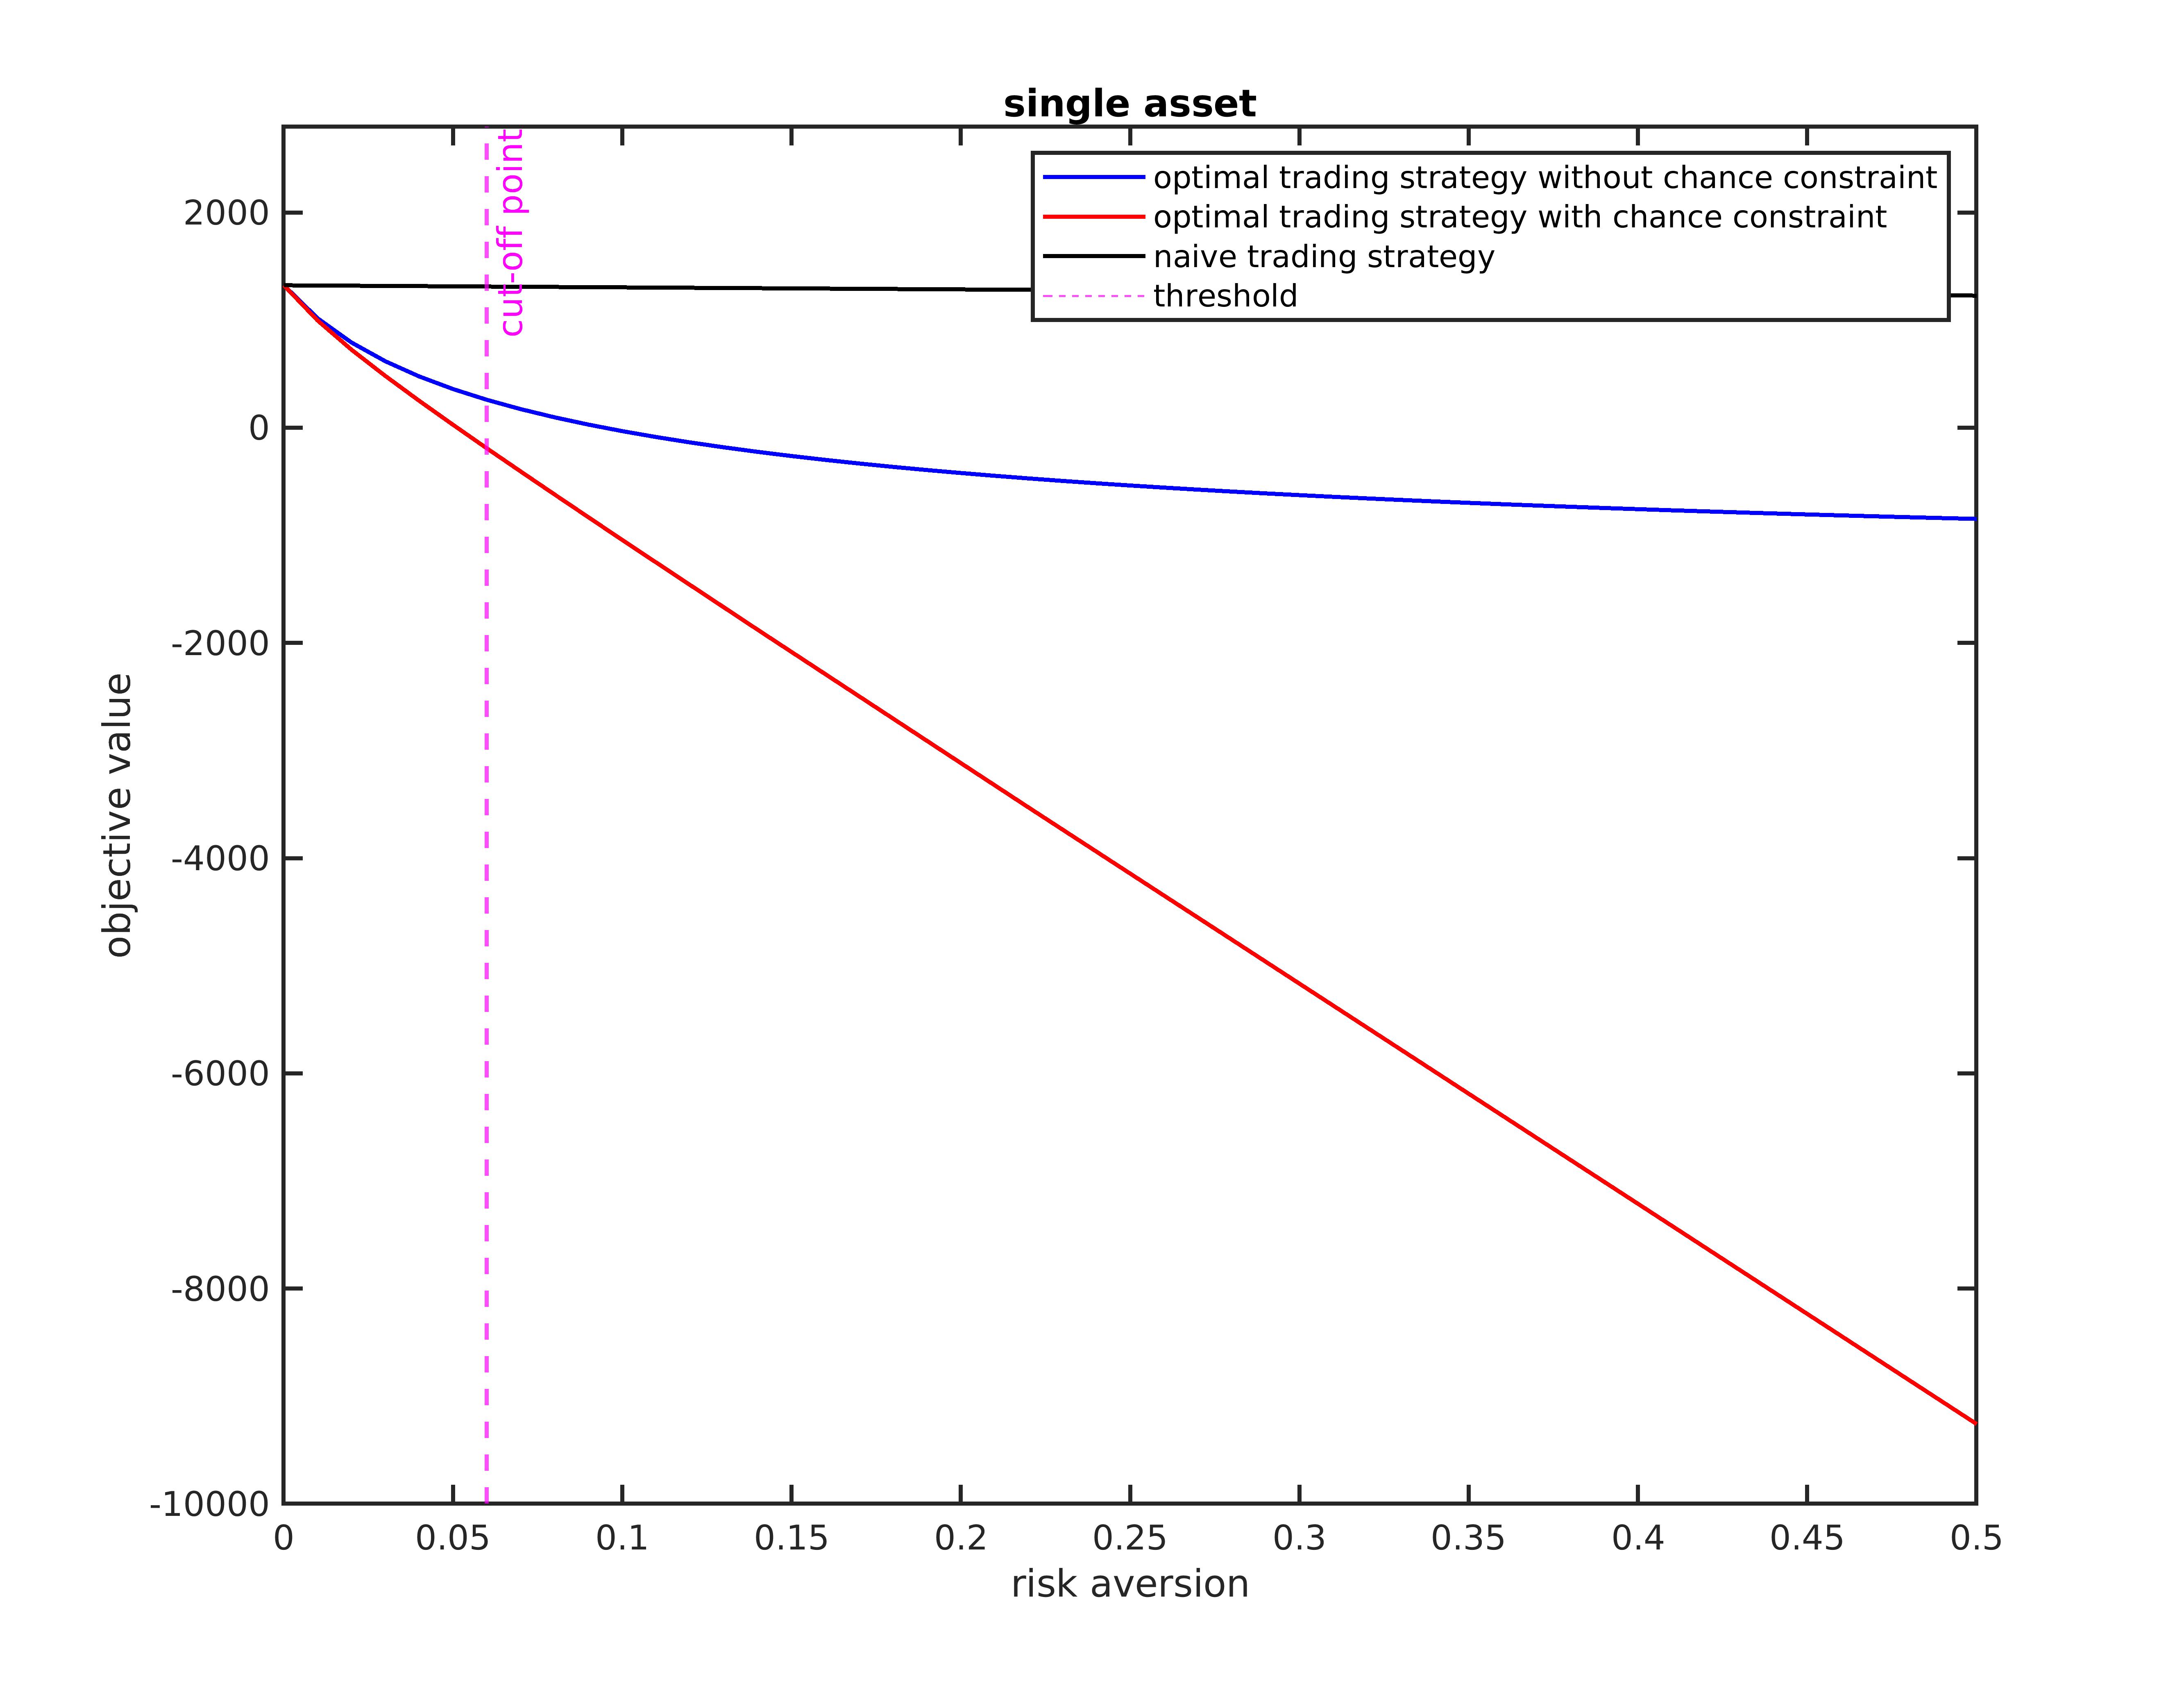 single asset
cut-off point
optimal trading strategy without chance constraint
optimal trading strategy with chance constraint
naive trading strategy
threshold
2000
0
-2000
-4000
-6000
-8000
-10000
objective value
0 0.05 0.1 0.15 0.2 0.25 0.3 0.35 0.4 0.45 0.5
risk aversion